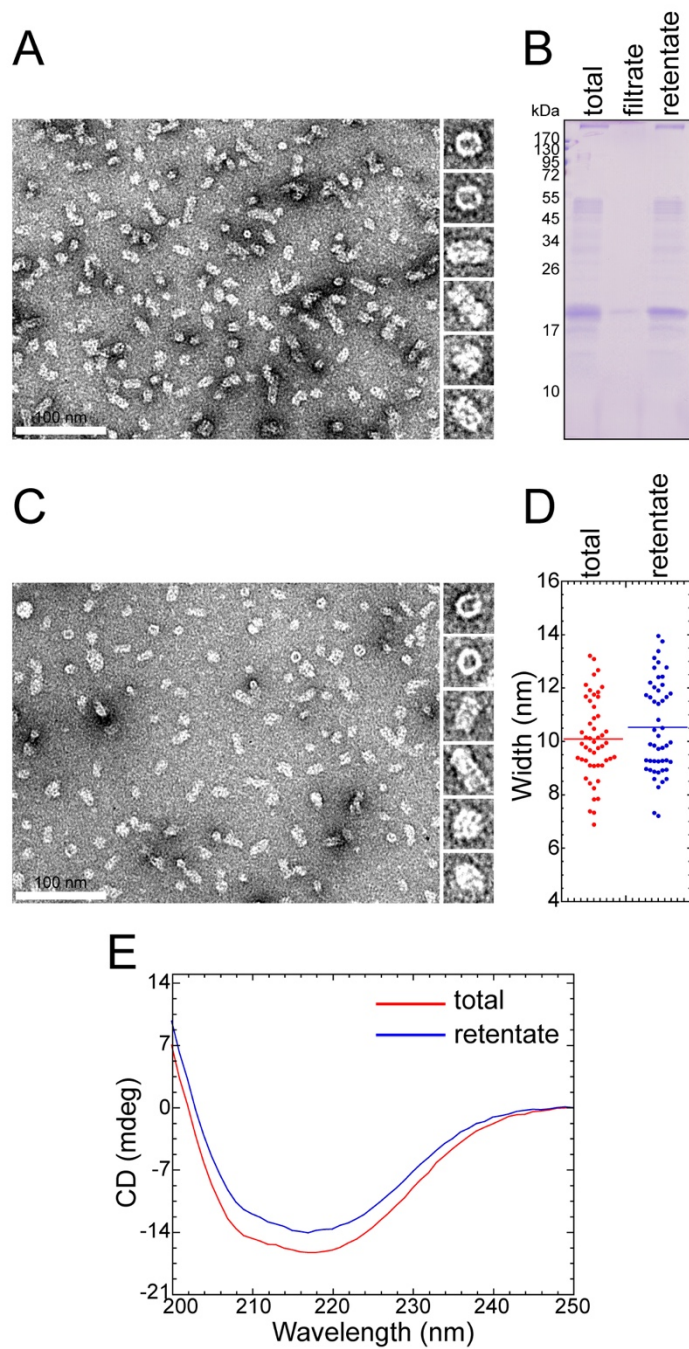 A
100 nm
B
total
filtrate
retentate
kDa
170
130
95
72
55
45
34
26
17
10
C
100 nm
D
total
retentate
Width (nm)
16
14
12
10
8
6
4
E
total
retentate
CD (mdeg)
14
7
0
-7
-14
-21
200
210
220
230
240
250
Wavelength (nm)